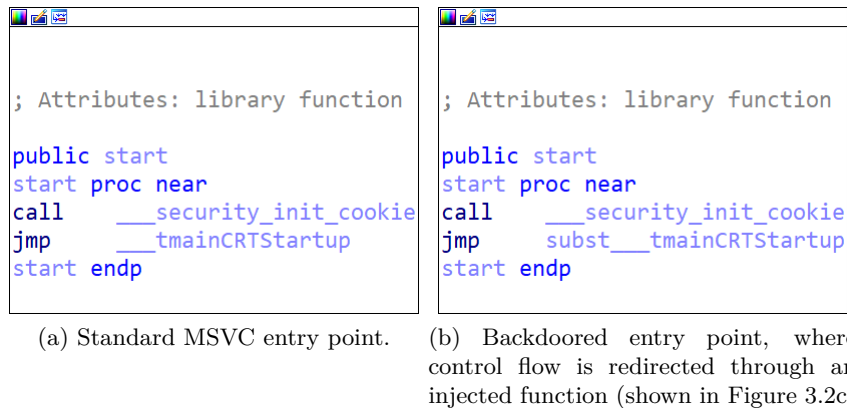 ; Attributes: library function
public start
start proc near
call ___security_init_cookie
jmp ___tmainCRTStartup
start endp
(a) Standard MSVC entry point.
; Attributes: library function
public start
start proc near
call ___security_init_cookie
jmp subst___tmainCRTStartup
start endp
(b) Backdoored entry point, where
control flow is redirected through an
injected function (shown in Figure 3.2c